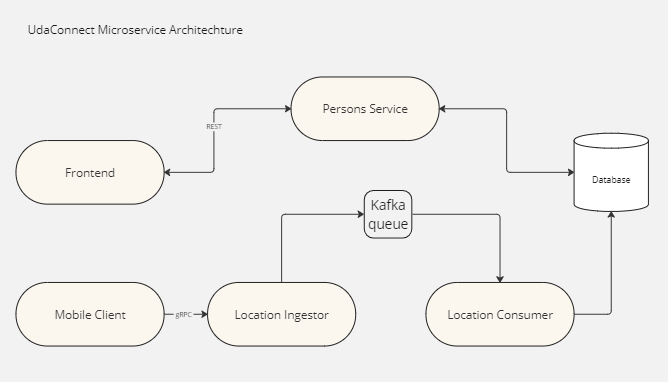 UdaConnect Microservice Architechture
Persons Service
REST
Frontend
Database
Kafka
queue
Mobile Client
gRPC
Location Ingestor
Location Consumer